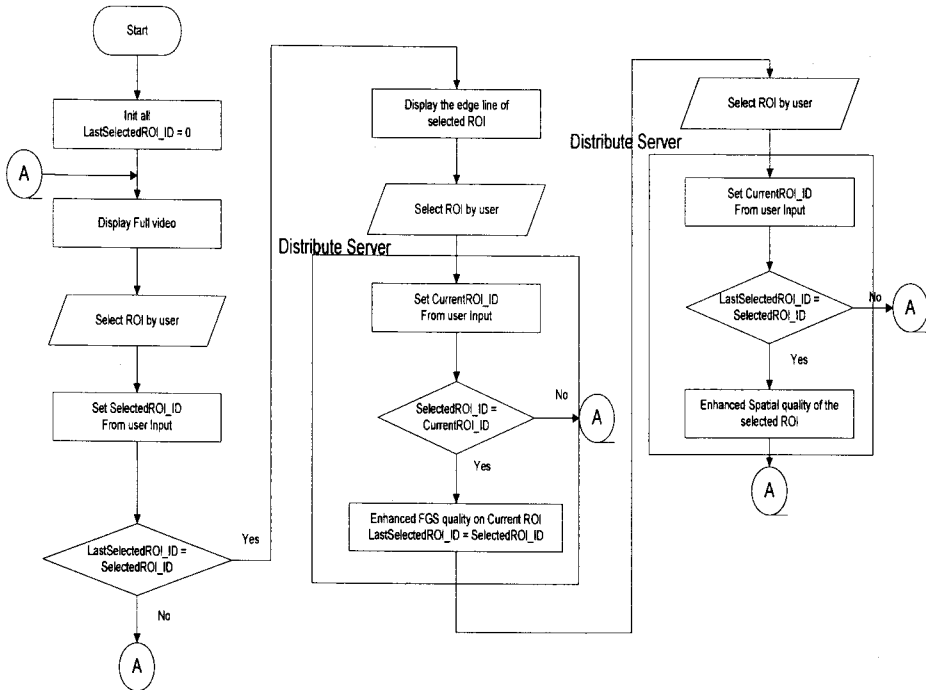 Start
Init all
LastSelectedROI_ID = 0
A
Display Full video
Select ROI by user
Set SelectedROI_ID
From user Input
LastSelectedROI_ID =
SelectedROI_ID
Yes
No
A
Display the edge line of
selected ROI
Select ROI by user
Distribute Server
Set CurrentROI_ID
From user Input
SelectedROI_ID =
CurrentROI_ID
No
A
Yes
Enhanced FGS quality on Current ROI
LastSelectedROI_ID = SelectedROI_ID
Select ROI by user
Distribute Server
Set CurrentROI_ID
From user Input
LastSelectedROI_ID =
SelectedROI_ID
No
A
Yes
Enhanced Spatial quality of the
selected ROI
A